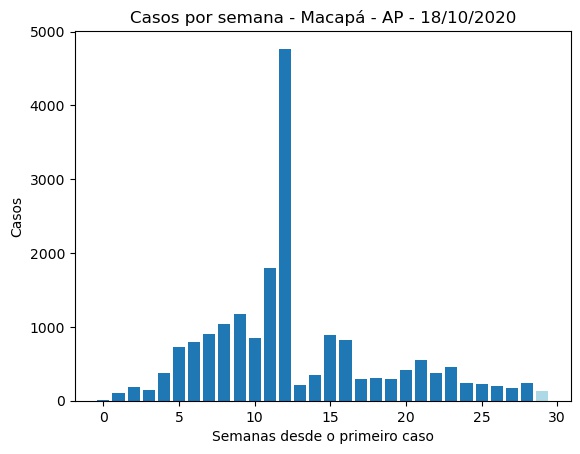 Casos por semana - Macapá - AP - 18/10/2020
5000
4000
3000
2000
1000
0
Casos
0 5 10 15 20 25 30
Semanas desde o primeiro caso